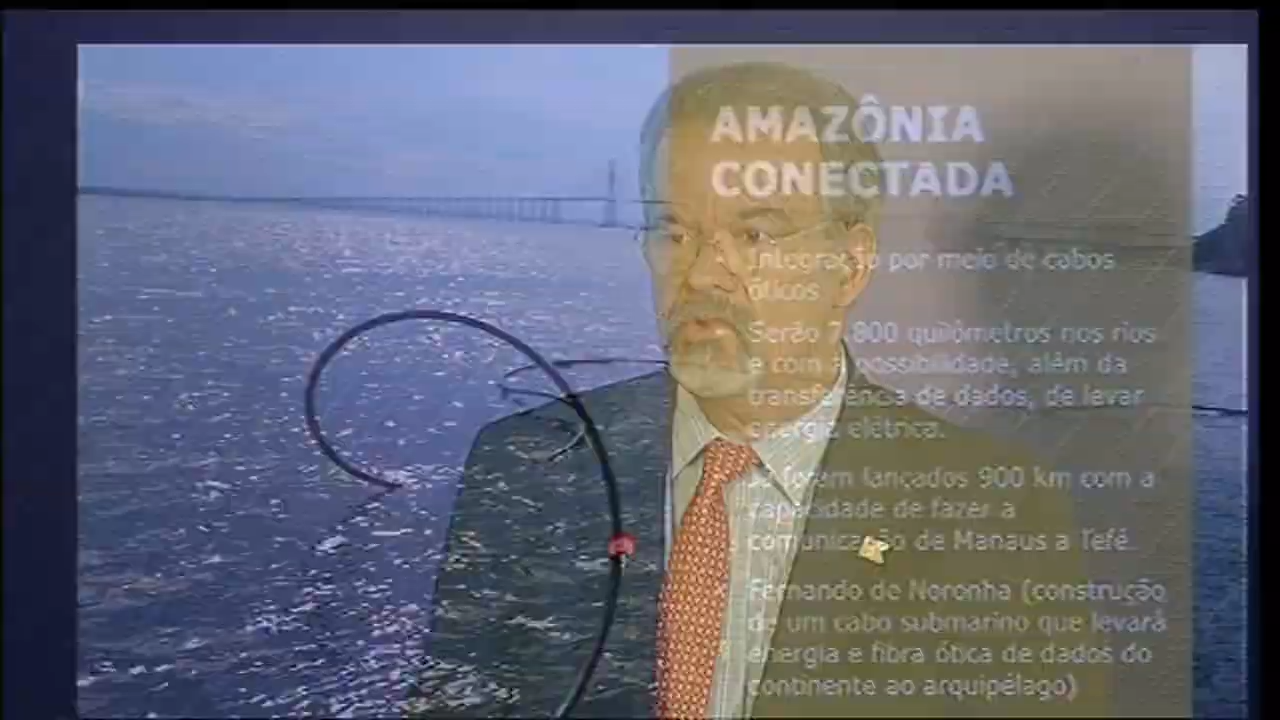 AMAZÔNIA
CONECTADA
Integração por meio de cabos
óticos
Serão 7.800 quilômetros nos rios
e com a possibilidade, além da
transferência de dados, de levar
energia elétrica.
Já foram lançados 900 km com a
capacidade de fazer a
comunicação de Manaus a Tefé.
Fernando de Noronha (construção
de um cabo submarino que levará
energia e fibra ótica de dados do
continente ao arquipélago)